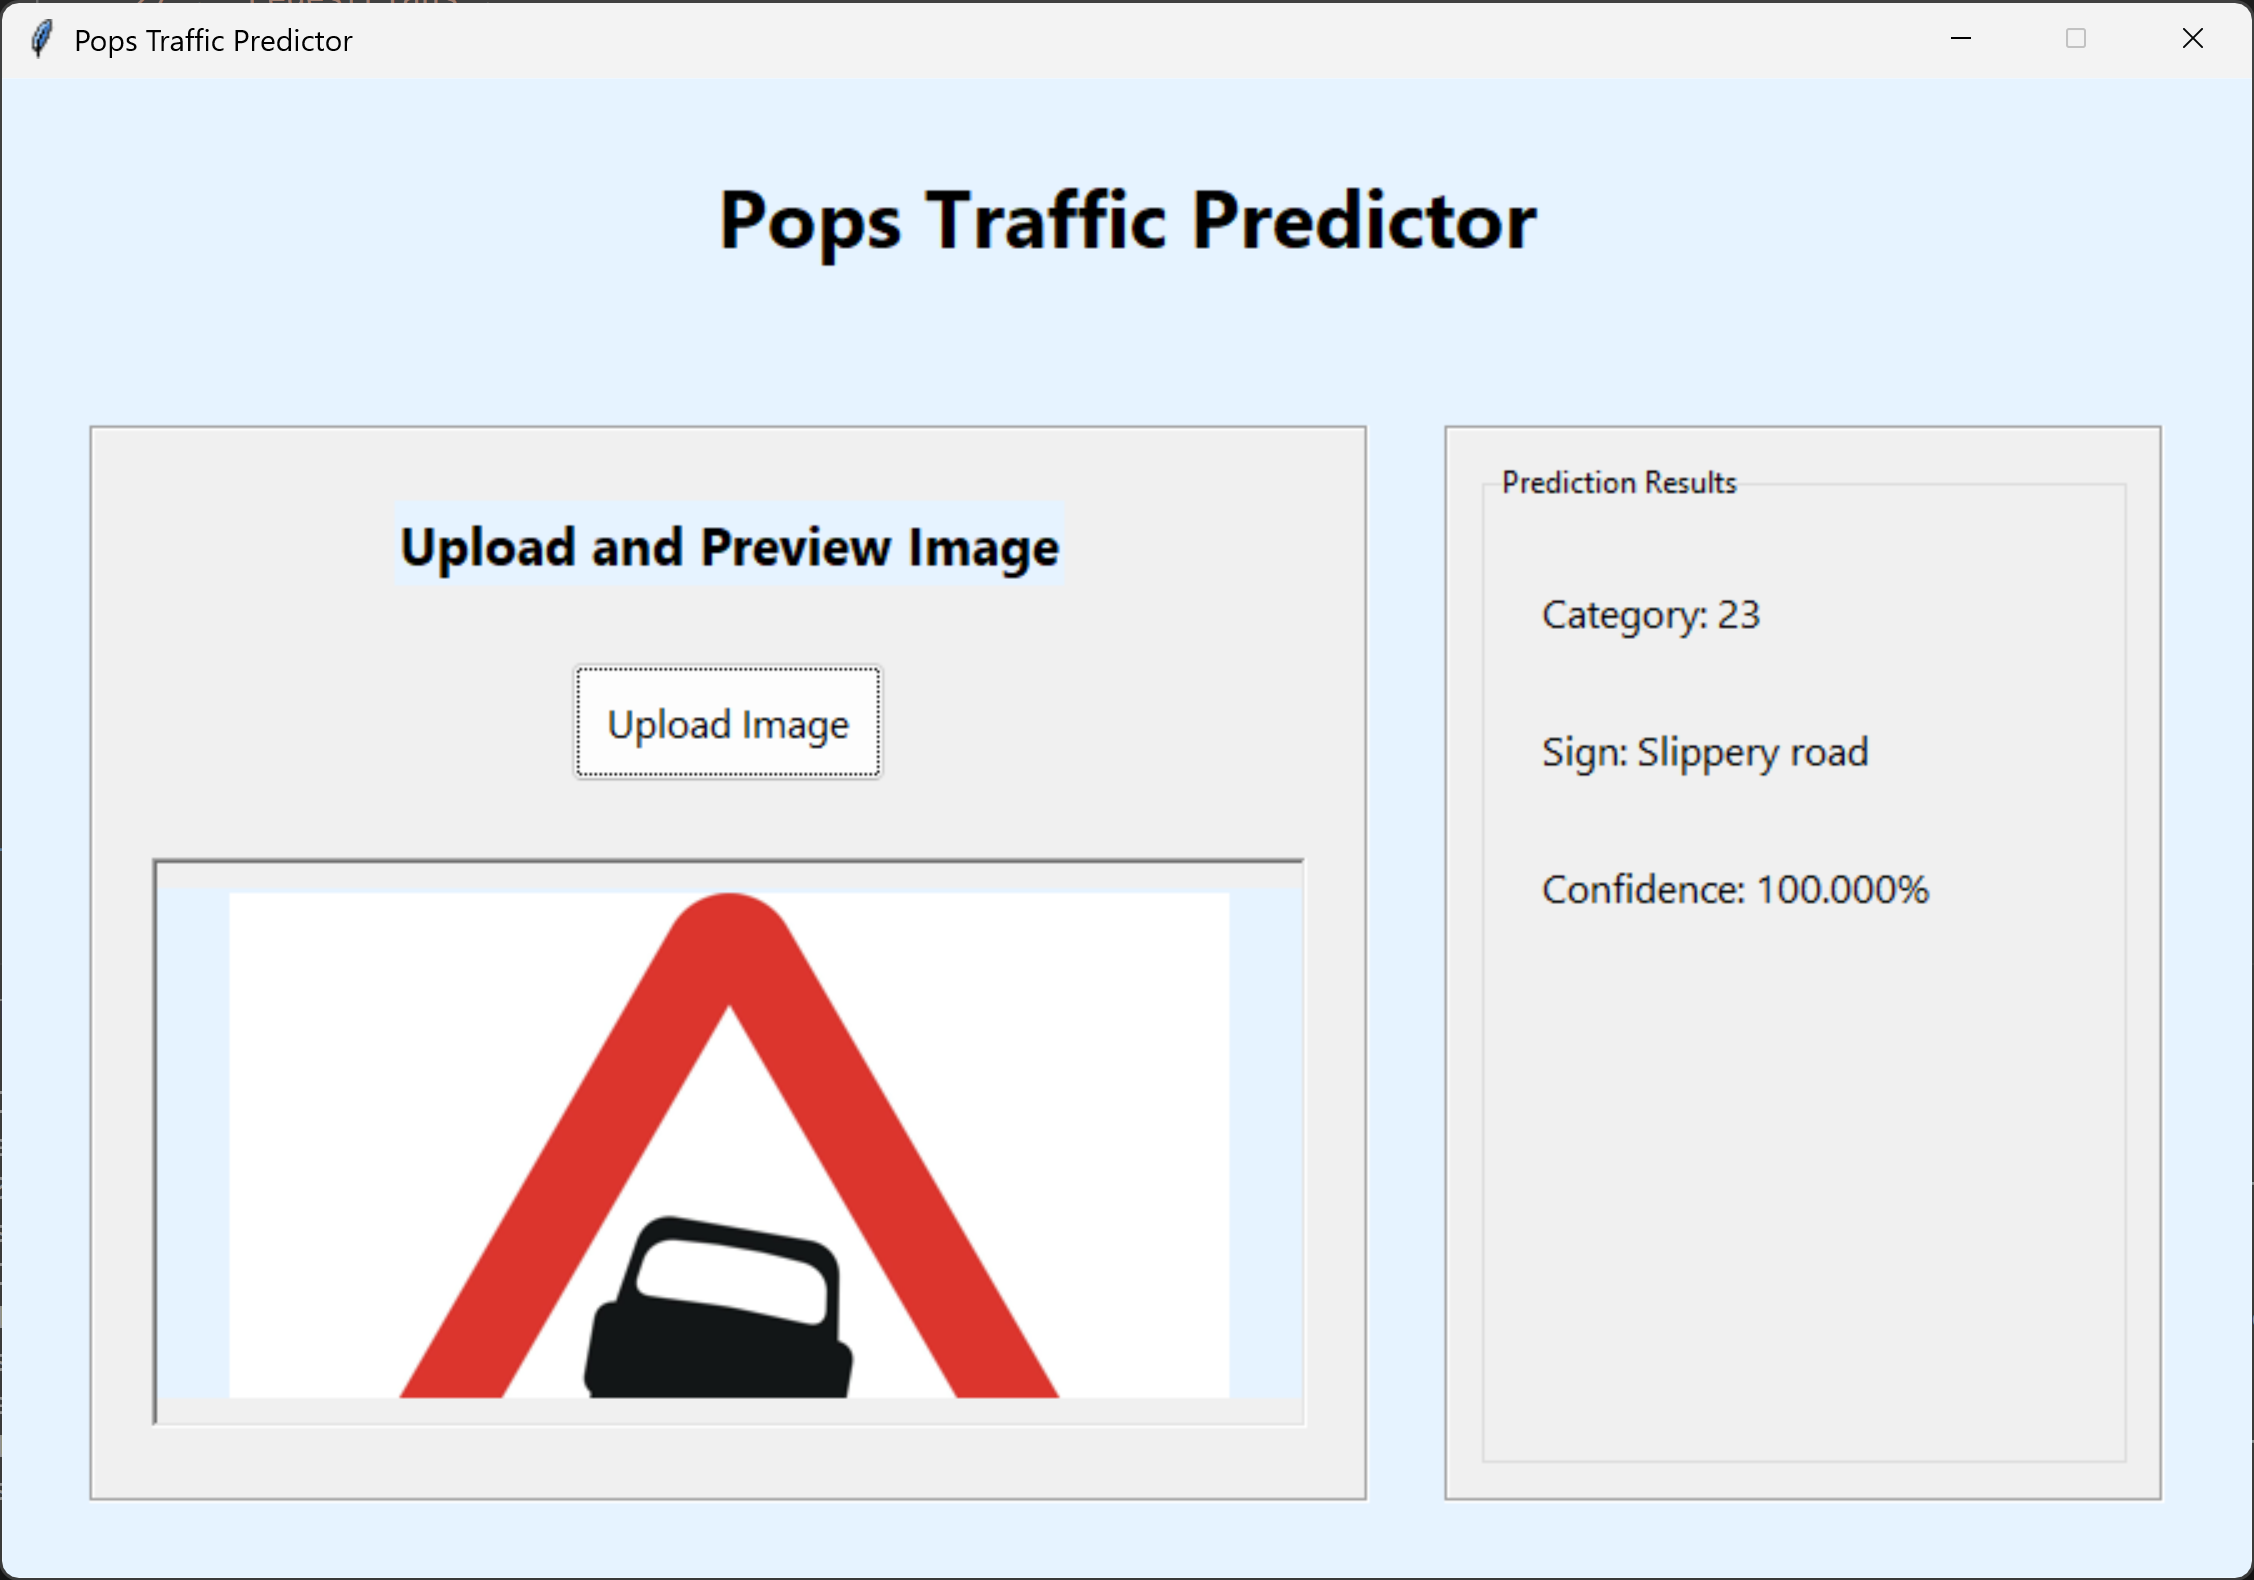 Pops Traffic Predictor
Pops Traffic Predictor
Upload and Preview Image
Upload Image
Prediction Results
Category: 23
Sign: Slippery road
Confidence: 100.000%